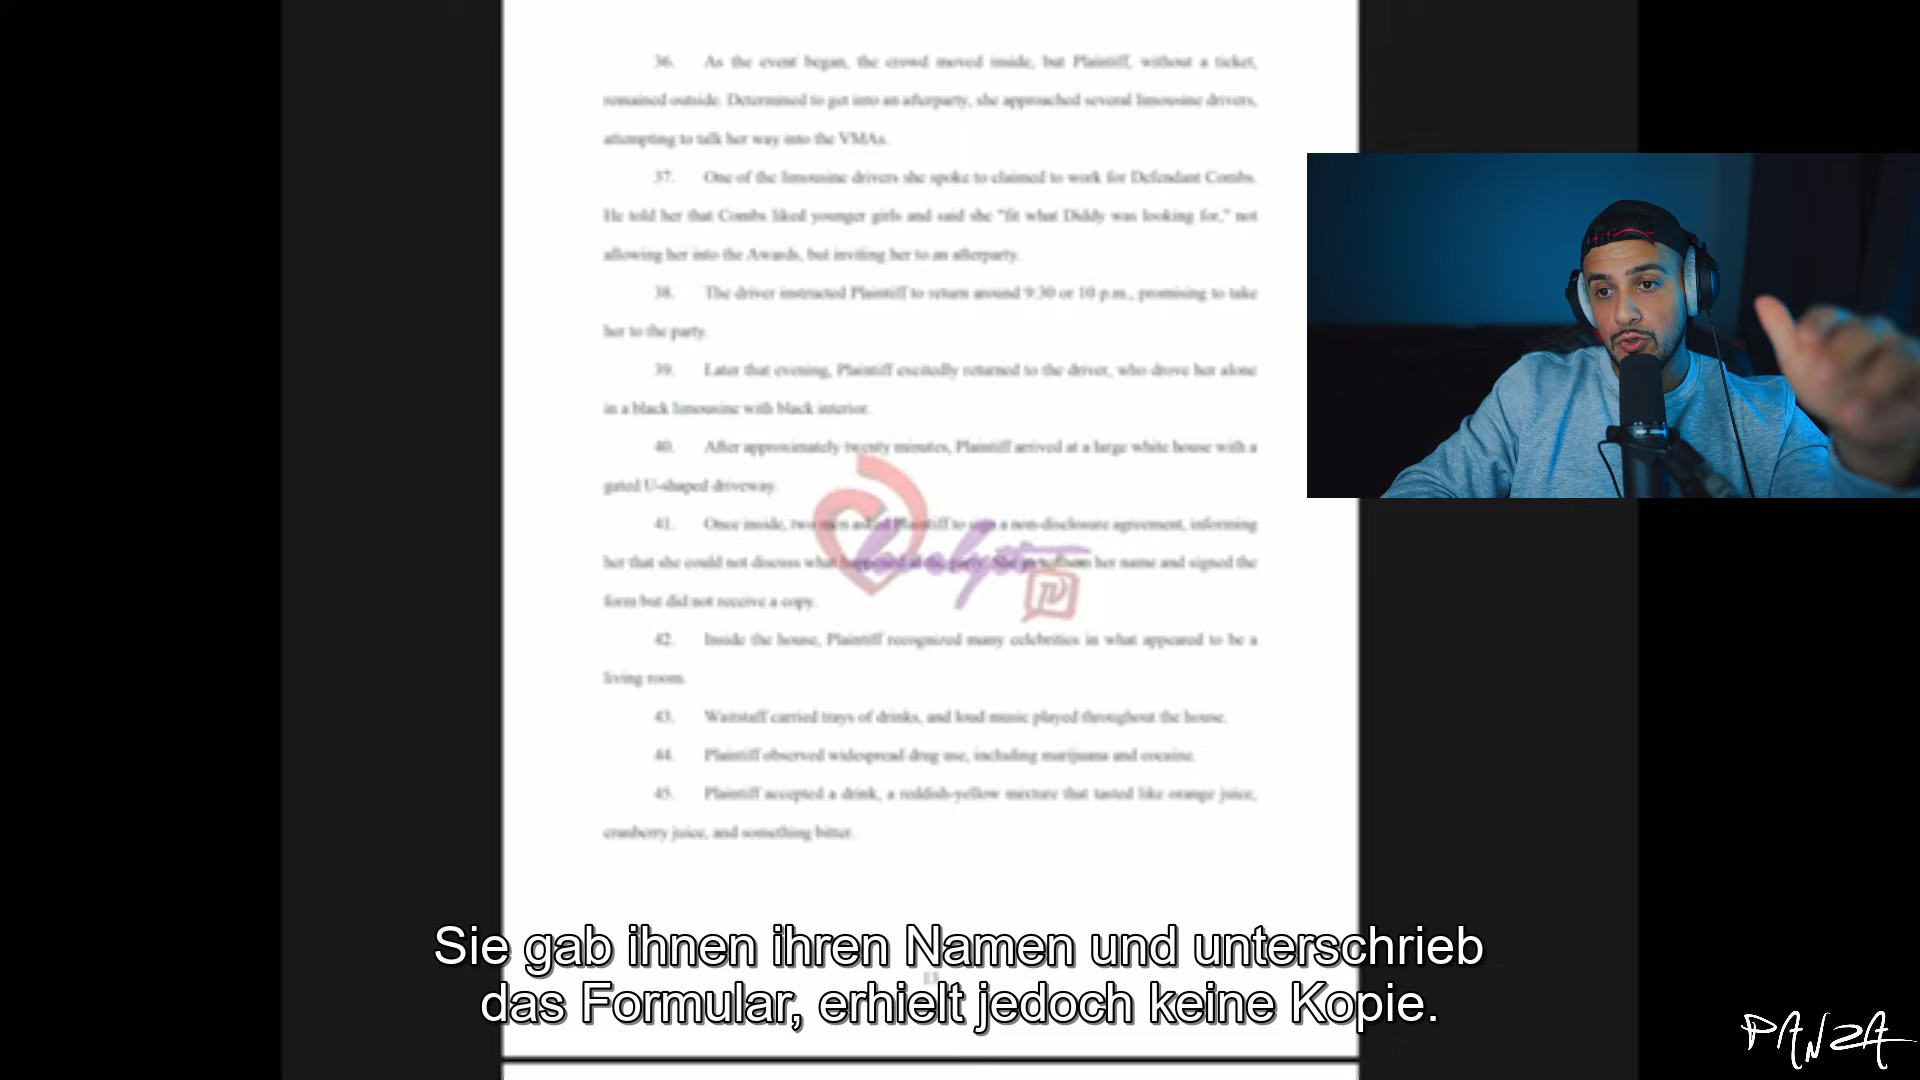 36. As the event began, the crowd moved inside, but Plaintiff, without a ticket,
remained outside. Determined to get into an afterparty, she approached several limousine drivers,
attempting to talk her way into the VMAs.
37. One of the limousine drivers she spoke to claimed to work for Defendant Combs.
He told her that Combs liked younger girls and said she "fit what Diddy was looking for," not
allowing her into the Awards, but inviting her to an afterparty.
38. The driver instructed Plaintiff to return around 9:30 or 10 p.m., promising to take
her to the party.
39. Later that evening, Plaintiff excitedly returned to the driver, who drove her alone
in a black limousine with black interior.
40. After approximately twenty minutes, Plaintiff arrived at a large white house with a
gated U-shaped driveway.
41. Once inside, two men asked Plaintiff to sign a non-disclosure agreement, informing
her that she could not discuss what happened at the party. She gave them her name and signed the
form but did not receive a copy.
42. Inside the house, Plaintiff recognized many celebrities in what appeared to be a
living room.
43. Waitstaff carried trays of drinks, and loud music played throughout the house.
44. Plaintiff observed widespread drug use, including marijuana and cocaine.
45. Plaintiff accepted a drink, a reddish-yellow mixture that tasted like orange juice,
cranberry juice, and something bitter.
TV
Sie gab ihnen ihren Namen und unterschrieb
das Formular, erhielt jedoch keine Kopie.
PANZA